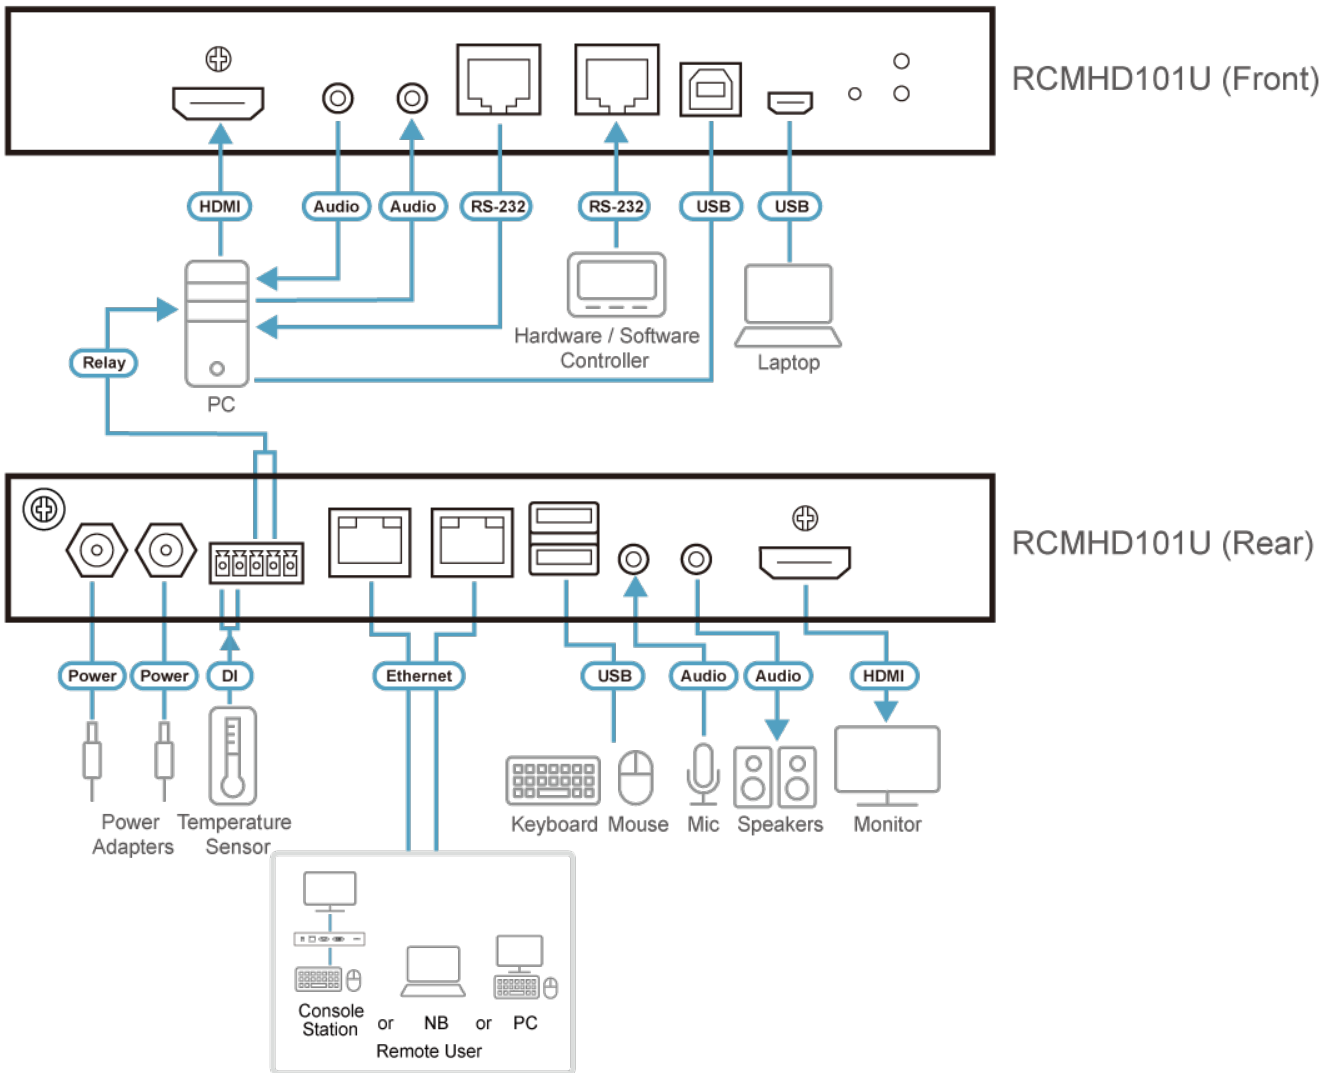 RCMHD101U (Front)
HDMI
Audio
Audio
RS-232
RS-232
USB
USB
Hardware / Software
Controller
Laptop
Relay
PC
RCMHD101U (Rear)
Power
Power
DI
Ethernet
USB
Audio
Audio
HDMI
Power
Adapters
Temperature
Sensor
Keyboard
Mouse
Mic
Speakers
Monitor
Console
Station
or
NB
or
PC
Remote User